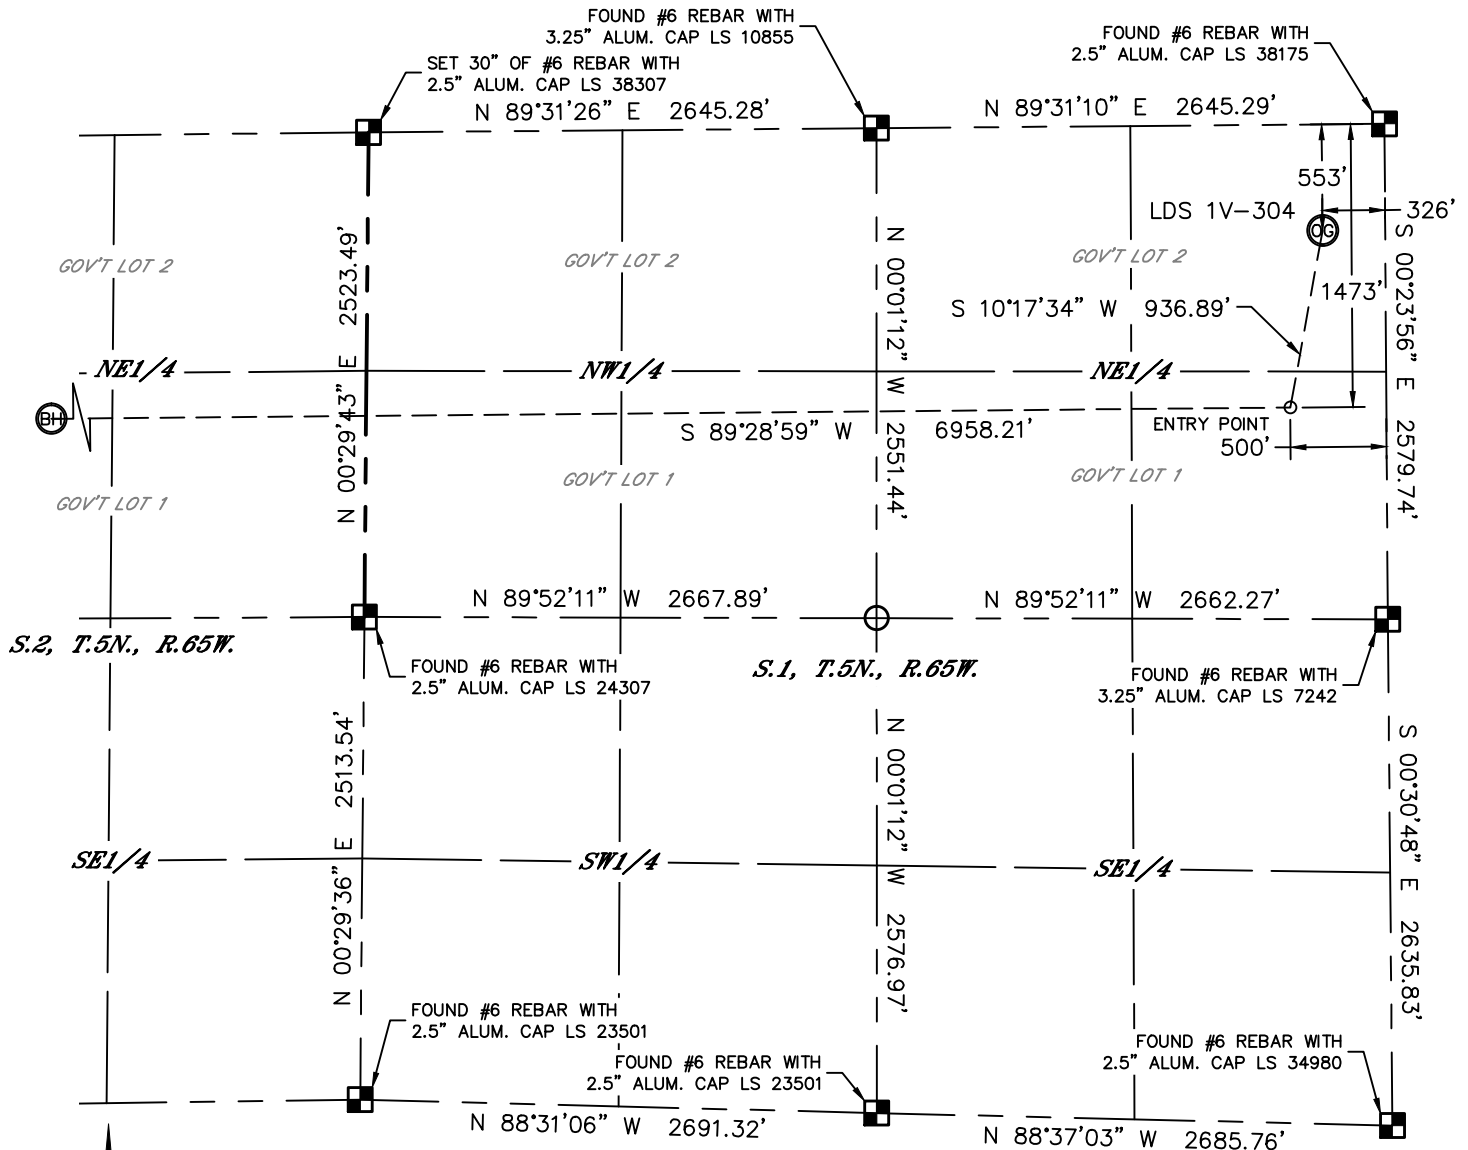 FOUND #6 REBAR WITH
3.25” ALUM. CAP LS 10855
FOUND #6 REBAR WITH
2.5” ALUM. CAP LS 38175
SET 30” OF #6 REBAR WITH
2.5” ALUM. CAP LS 38307
N 89°31'26” E 2645.28'
N 89°31'10” E 2645.29'
553'
LDS 1V-304
326'
OG
GOV'T LOT 2
GOV'T LOT 2
GOV'T LOT 2
N 00°29'43” E 2523.49'
N 00°01'12” W 2551.44'
S 00°23'56” E 2579.74'
1473'
S 10°17'34” W 936.89'
NE1/4
NW1/4
NE1/4
BH
S 89°28'59” W 6958.21'
ENTRY POINT
500'
GOV'T LOT 1
GOV'T LOT 1
GOV'T LOT 1
N 89°52'11” W 2667.89'
N 89°52'11” W 2662.27'
S.2, T.5N., R.65W.
S.1, T.5N., R.65W.
FOUND #6 REBAR WITH
2.5” ALUM. CAP LS 24307
FOUND #6 REBAR WITH
3.25” ALUM. CAP LS 7242
N 00°29'36” E 2513.54'
N 00°01'12” W 2576.97'
S 00°30'48” E 2635.83'
SE1/4
SW1/4
SE1/4
FOUND #6 REBAR WITH
2.5” ALUM. CAP LS 23501
FOUND #6 REBAR WITH
2.5” ALUM. CAP LS 23501
FOUND #6 REBAR WITH
2.5” ALUM. CAP LS 34980
N 88°31'06” W 2691.32'
N 88°37'03” W 2685.76'